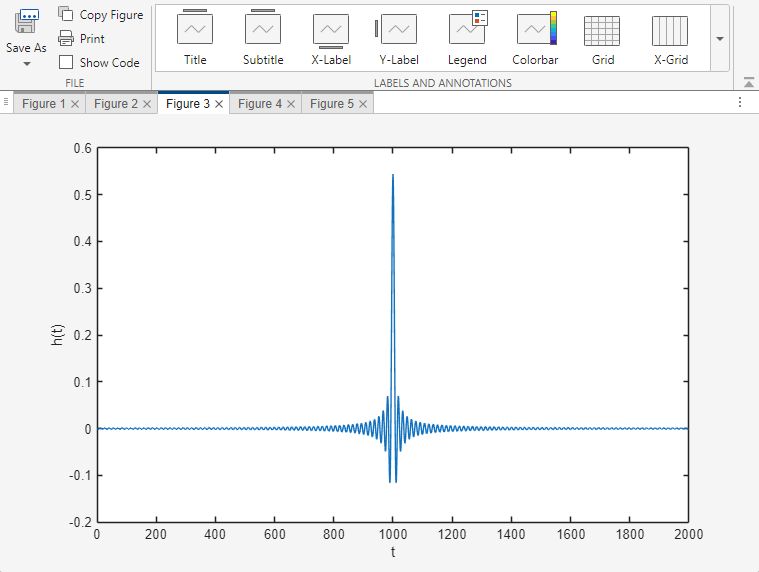 Save As
Copy Figure
Print
Show Code
FILE
Title
Subtitle
X-Label
Y-Label
Legend
Colorbar
Grid
X-Grid
LABELS AND ANNOTATIONS
Figure 1 × Figure 2 × Figure 3 × Figure 4 × Figure 5 ×
0.6
0.5
0.4
0.3
0.2
0.1
0
-0.1
-0.2
h(t)
0 200 400 600 800 1000 1200 1400 1600 1800 2000
t